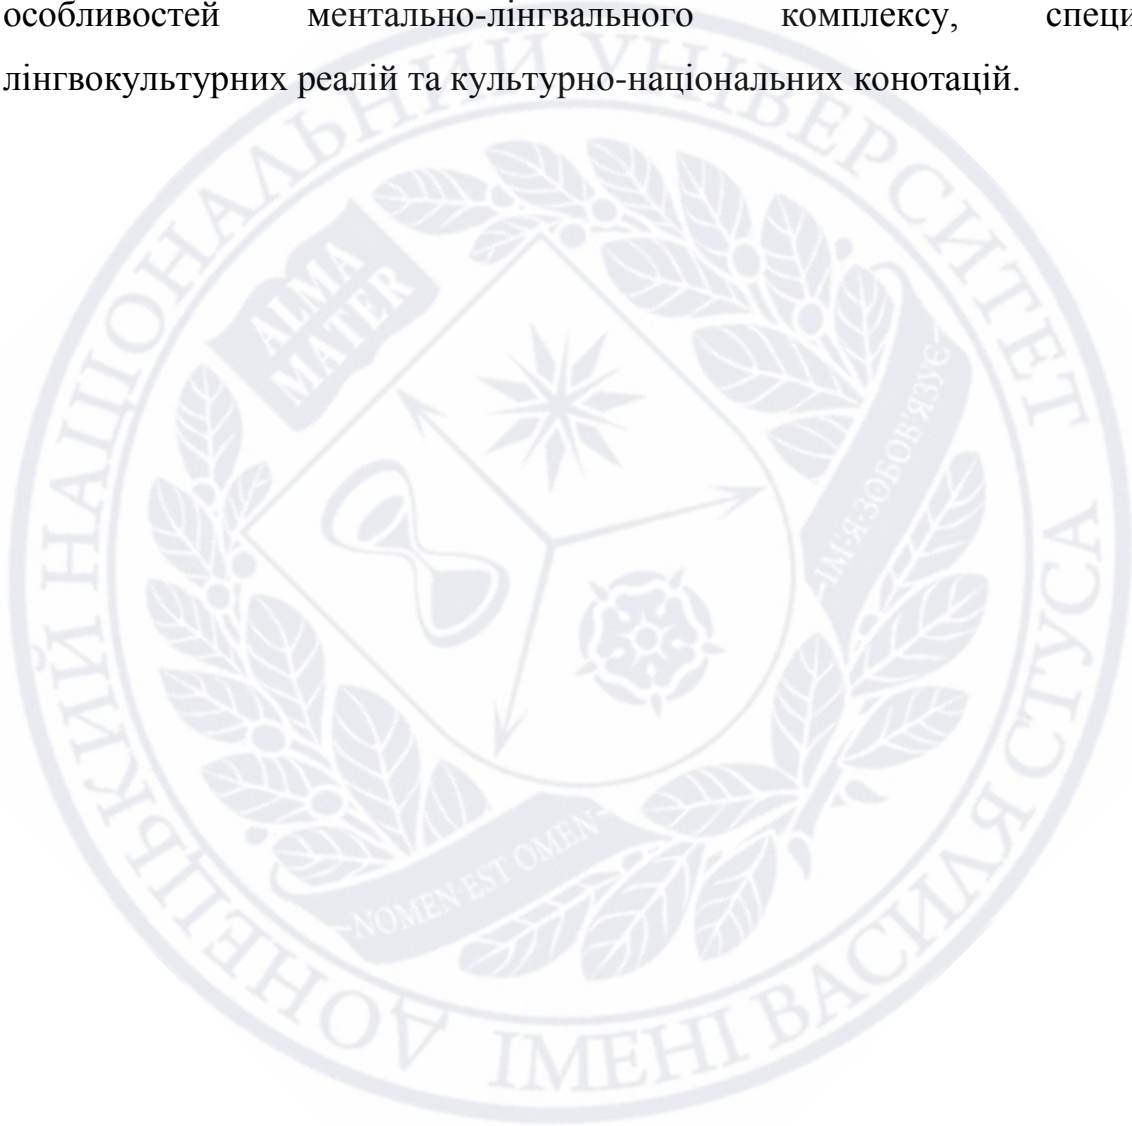 особливостей ментально-лінгвального комплексу, специ
лінгвокультурних реалій та культурно-національних конотацій.
ДОНЕЦЬКИЙ НАЦІОНАЛЬНИЙ УНІВЕРСИТЕТ ІМЕНІ ВАСИЛЯ СТУСА
ALMA
MATER
ІМ'Я ЗОБОВ'ЯЗУЄ
NOMEN EST OMEN